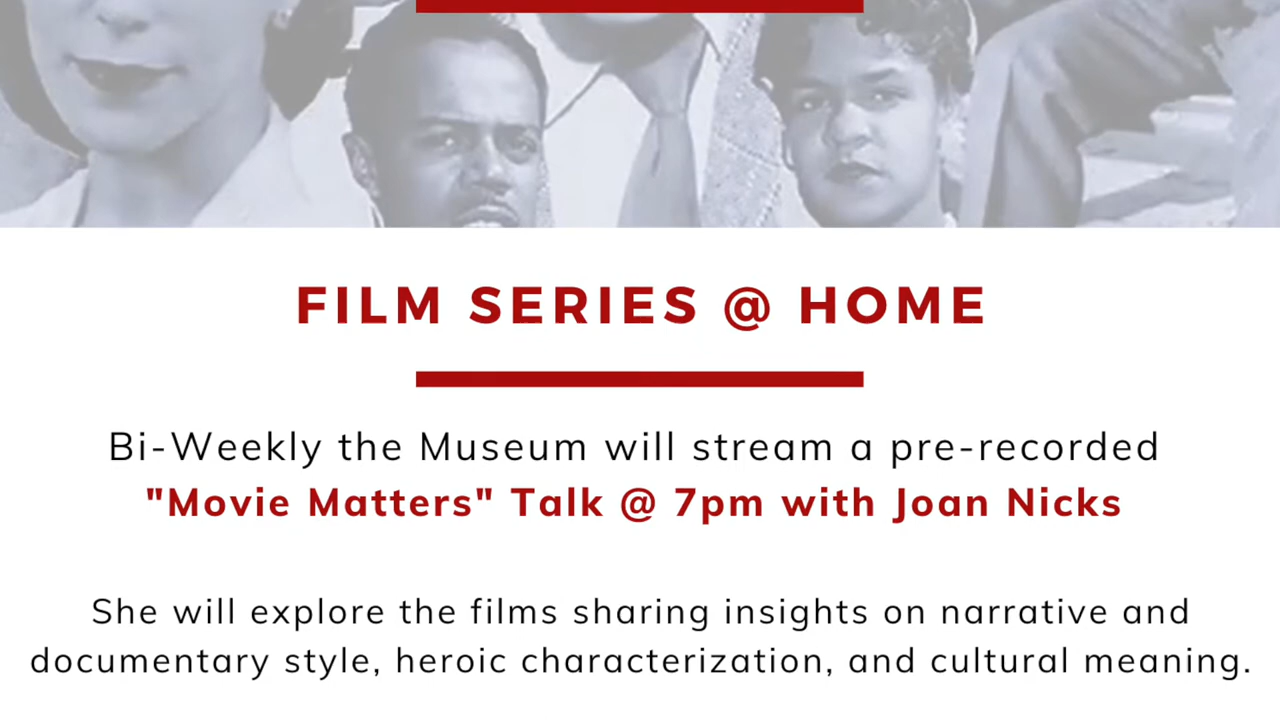 FILM SERIES @ HOME
Bi-Weekly the Museum will stream a pre-recorded
"Movie Matters" Talk @ 7pm with Joan Nicks
She will explore the films sharing insights on narrative and
documentary style, heroic characterization, and cultural meaning.